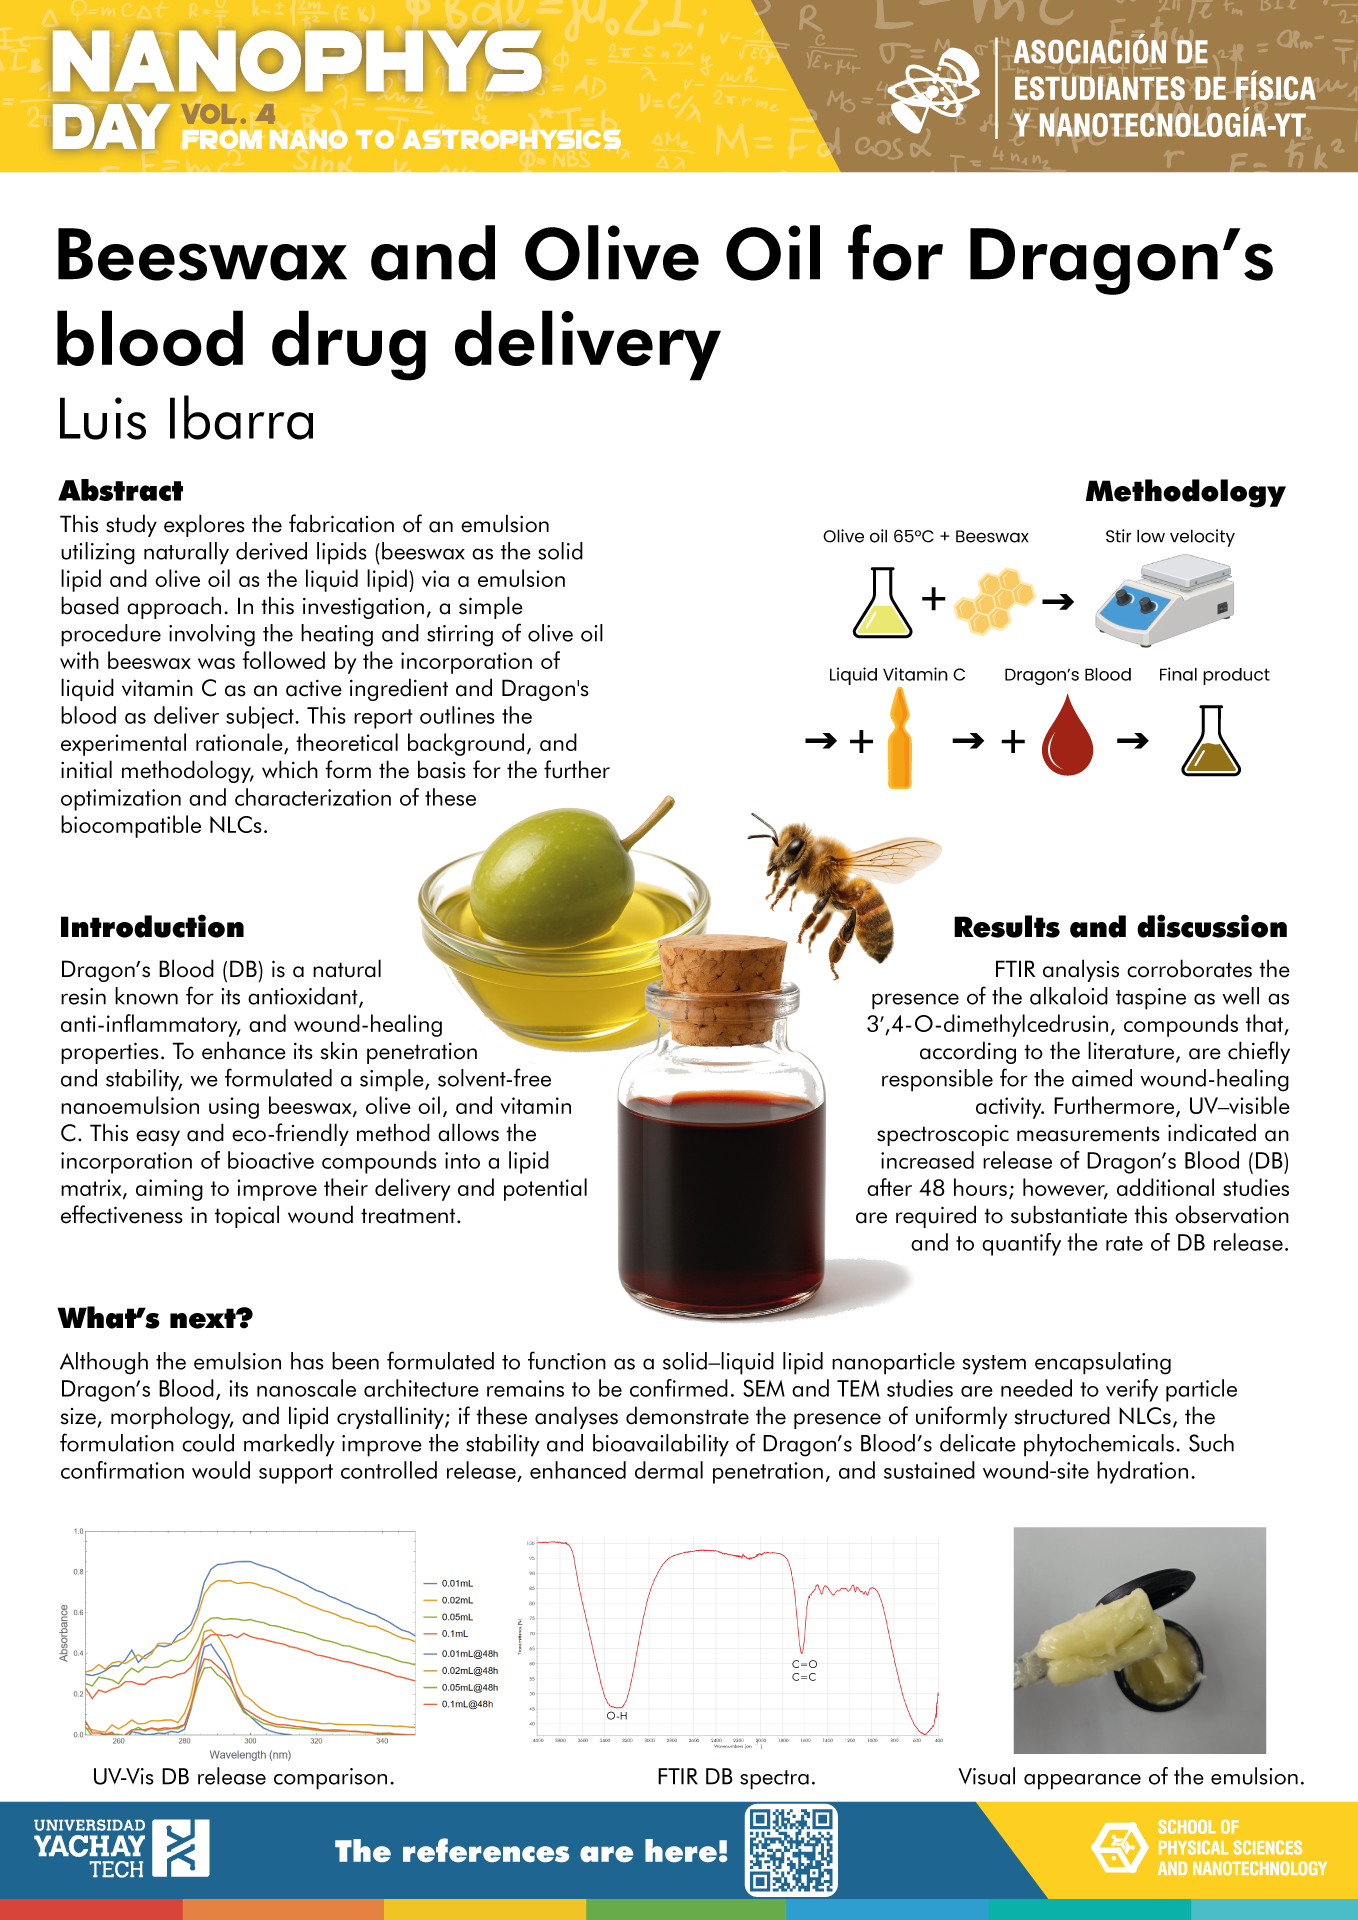 NANOPHYS
DAY VOL. 4
FROM NANO TO ASTROPHYSICS
ASOCIACIÓN DE
ESTUDIANTES DE FÍSICA
Y NANOTECNOLOGÍA-YT
Beeswax and Olive Oil for Dragon's
blood drug delivery
Luis Ibarra
Abstract
This study explores the fabrication of an emulsion
utilizing naturally derived lipids (beeswax as the solid
lipid and olive oil as the liquid lipid) via a emulsion
based approach. In this investigation, a simple
procedure involving the heating and stirring of olive oil
with beeswax was followed by the incorporation of
liquid vitamin C as an active ingredient and Dragon's
blood as deliver subject. This report outlines the
experimental rationale, theoretical background, and
initial methodology, which form the basis for the further
optimization and characterization of these
biocompatible NLCs.
Methodology
Olive oil 65ºC + Beeswax
Stir low velocity
+
→
Liquid Vitamin C
Dragon's Blood
Final product
→ +
→ +
→
Introduction
Dragon's Blood (DB) is a natural
resin known for its antioxidant,
anti-inflammatory, and wound-healing
properties. To enhance its skin penetration
and stability, we formulated a simple, solvent-free
nanoemulsion using beeswax, olive oil, and vitamin
C. This easy and eco-friendly method allows the
incorporation of bioactive compounds into a lipid
matrix, aiming to improve their delivery and potential
effectiveness in topical wound treatment.
Results and discussion
FTIR analysis corroborates the
presence of the alkaloid taspine as well as
3′,4-O-dimethylcedrusin, compounds that,
according to the literature, are chiefly
responsible for the aimed wound-healing
activity. Furthermore, UV–visible
spectroscopic measurements indicated an
increased release of Dragon's Blood (DB)
after 48 hours; however, additional studies
are required to substantiate this observation
and to quantify the rate of DB release.
What's next?
Although the emulsion has been formulated to function as a solid–liquid lipid nanoparticle system encapsulating
Dragon's Blood, its nanoscale architecture remains to be confirmed. SEM and TEM studies are needed to verify particle
size, morphology, and lipid crystallinity; if these analyses demonstrate the presence of uniformly structured NLCs, the
formulation could markedly improve the stability and bioavailability of Dragon's Blood's delicate phytochemicals. Such
confirmation would support controlled release, enhanced dermal penetration, and sustained wound-site hydration.
1.0
0.8
0.6
0.4
0.2
0.0
Absorbance
260 280 300 320 340
Wavelength (nm)
0.01mL
0.02mL
0.05mL
0.1mL
0.01mL@48h
0.02mL@48h
0.05mL@48h
0.1mL@48h
UV-Vis DB release comparison.
O-H
C=O
C=C
FTIR DB spectra.
Visual appearance of the emulsion.
UNIVERSIDAD
YACHAY
TECH
The references are here!
SCHOOL OF
PHYSICAL SCIENCES
AND NANOTECHNOLOGY